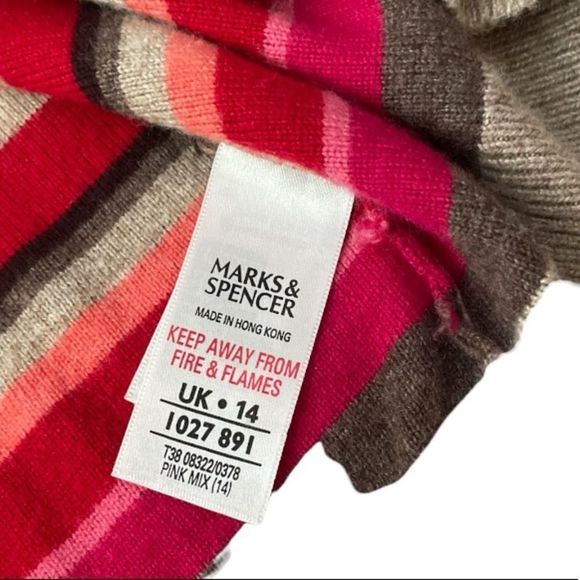 MARKS &
SPENCER
MADE IN HONG KONG
KEEP AWAY FROM
FIRE & FLAMES
UK • 14
1027 891
T38 08322/0378
PINK MIX (14)